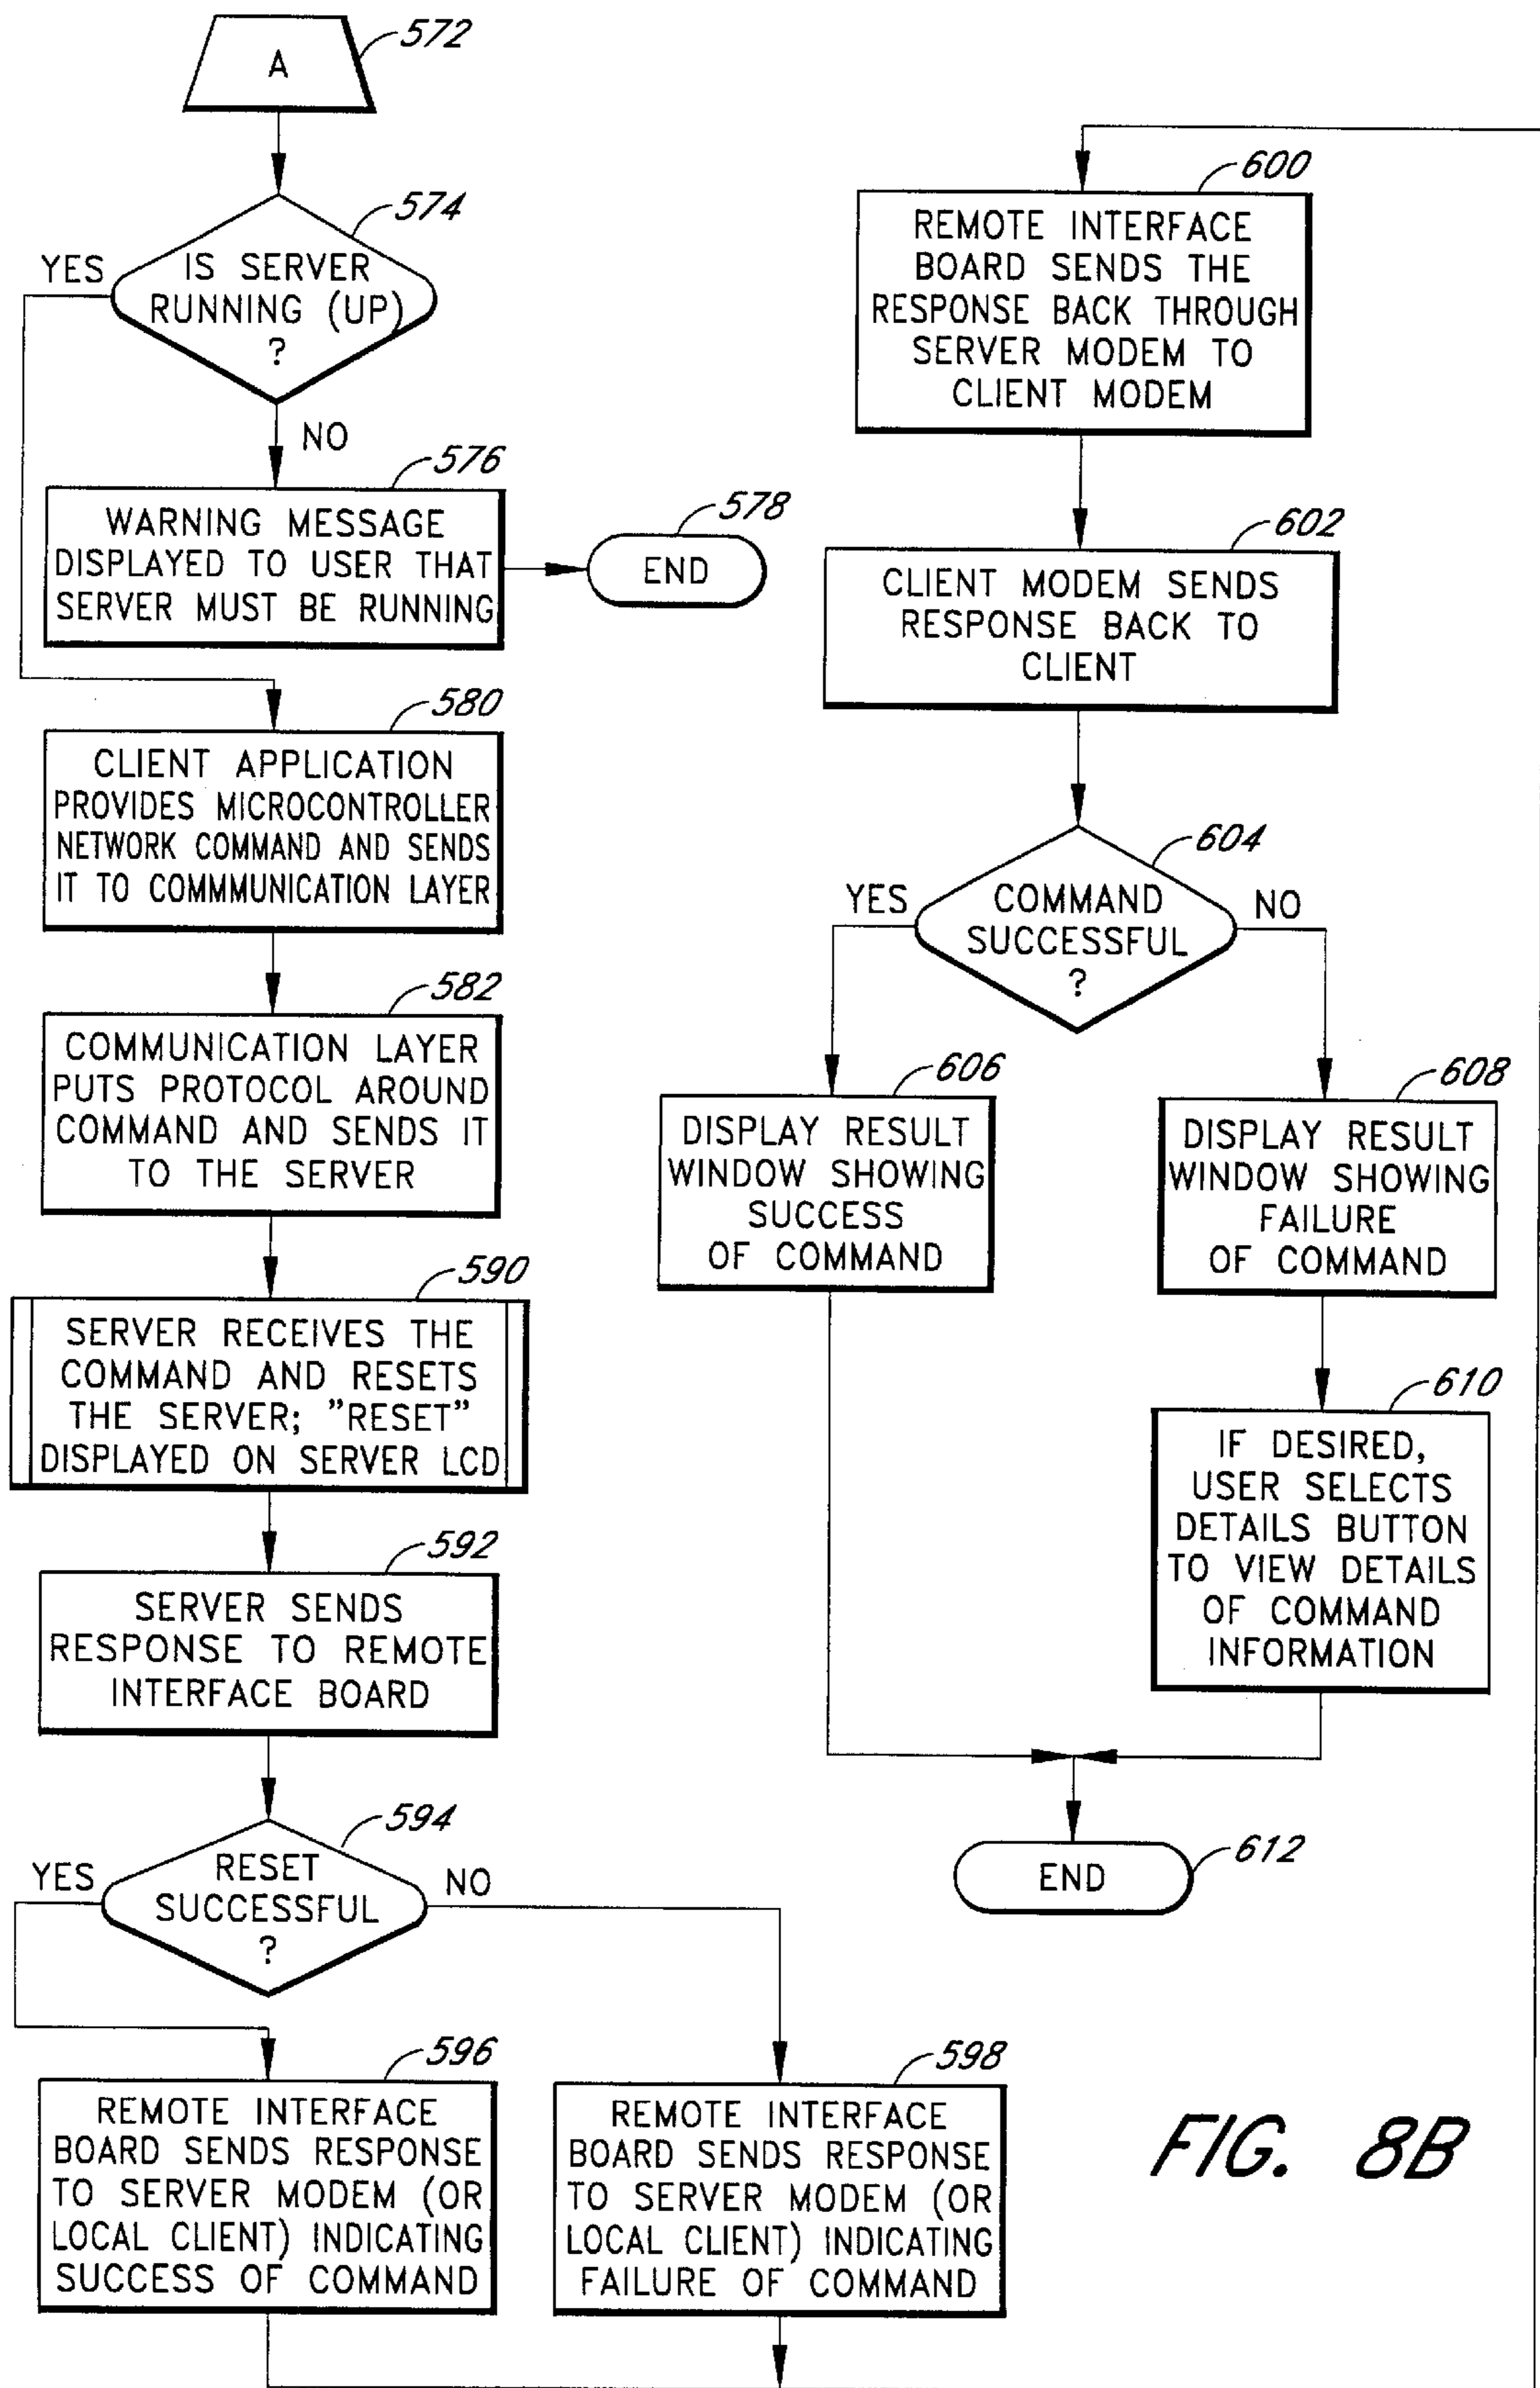 A
572
574
YES
IS SERVER
RUNNING (UP)
?
NO
576
WARNING MESSAGE
DISPLAYED TO USER THAT
SERVER MUST BE RUNNING
578
END
580
CLIENT APPLICATION
PROVIDES MICROCONTROLLER
NETWORK COMMAND AND SENDS
IT TO COMMMUNICATION LAYER
582
COMMUNICATION LAYER
PUTS PROTOCOL AROUND
COMMAND AND SENDS IT
TO THE SERVER
590
SERVER RECEIVES THE
COMMAND AND RESETS
THE SERVER; "RESET"
DISPLAYED ON SERVER LCD
592
SERVER SENDS
RESPONSE TO REMOTE
INTERFACE BOARD
594
YES
RESET
SUCCESSFUL
?
NO
596
REMOTE INTERFACE
BOARD SENDS RESPONSE
TO SERVER MODEM (OR
LOCAL CLIENT) INDICATING
SUCCESS OF COMMAND
598
REMOTE INTERFACE
BOARD SENDS RESPONSE
TO SERVER MODEM (OR
LOCAL CLIENT) INDICATING
FAILURE OF COMMAND
600
REMOTE INTERFACE
BOARD SENDS THE
RESPONSE BACK THROUGH
SERVER MODEM TO
CLIENT MODEM
602
CLIENT MODEM SENDS
RESPONSE BACK TO
CLIENT
604
YES
COMMAND
SUCCESSFUL
?
NO
606
DISPLAY RESULT
WINDOW SHOWING
SUCCESS
OF COMMAND
608
DISPLAY RESULT
WINDOW SHOWING
FAILURE
OF COMMAND
610
IF DESIRED,
USER SELECTS
DETAILS BUTTON
TO VIEW DETAILS
OF COMMAND
INFORMATION
612
END
FIG. 8B